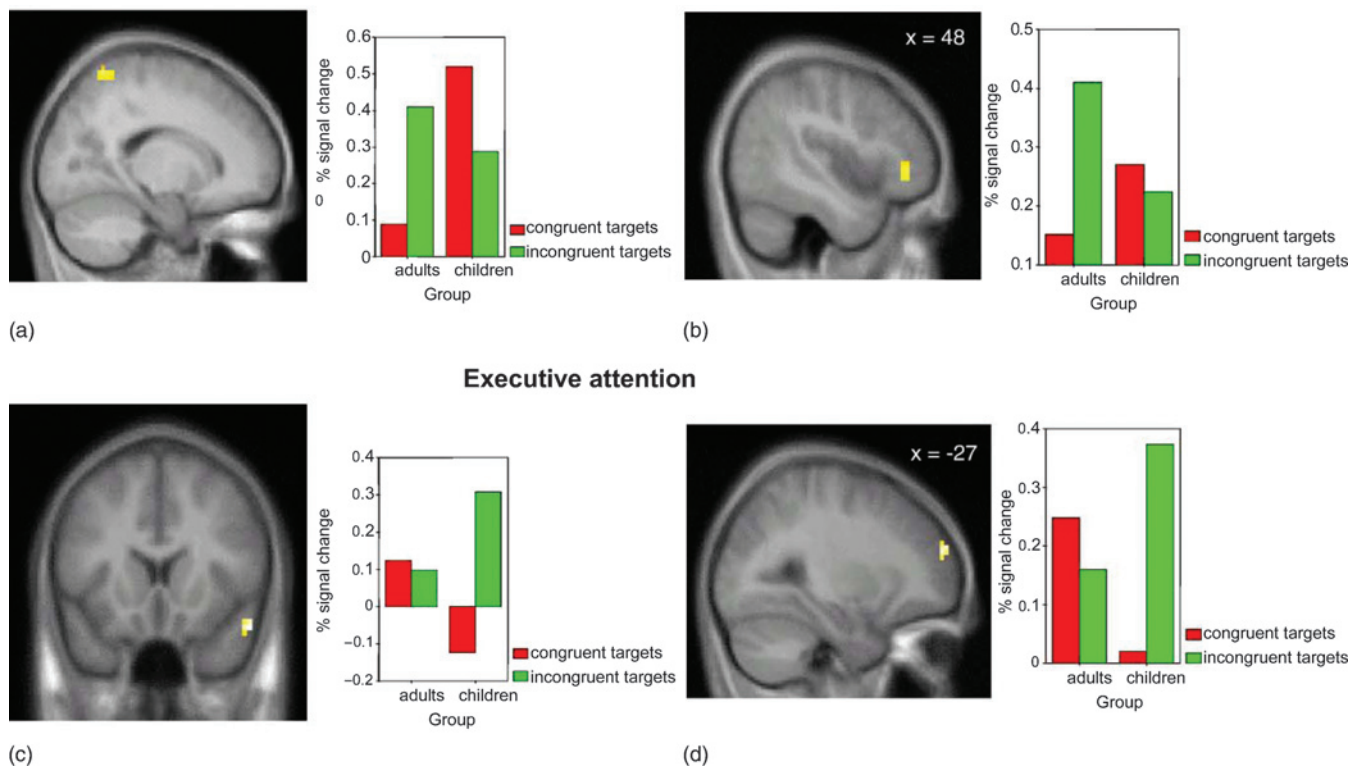 0.6
0.5
0.4
0.3
0
0.1
0
% signal change
adults children
Group
congruent targets
incongruent targets
(a)
x = 48
0.5
0.4
0.3
0.2
0.1
% signal change
adults children
Group
congruent targets
incongruent targets
(b)
Executive attention
0.4
0.3
0.2
0.1
0
–0.1
–0.2
% signal change
adults children
Group
congruent targets
incongruent targets
(c)
x = -27
0.4
0.3
0.2
0.1
0
% signal change
adults children
Group
congruent targets
incongruent targets
(d)